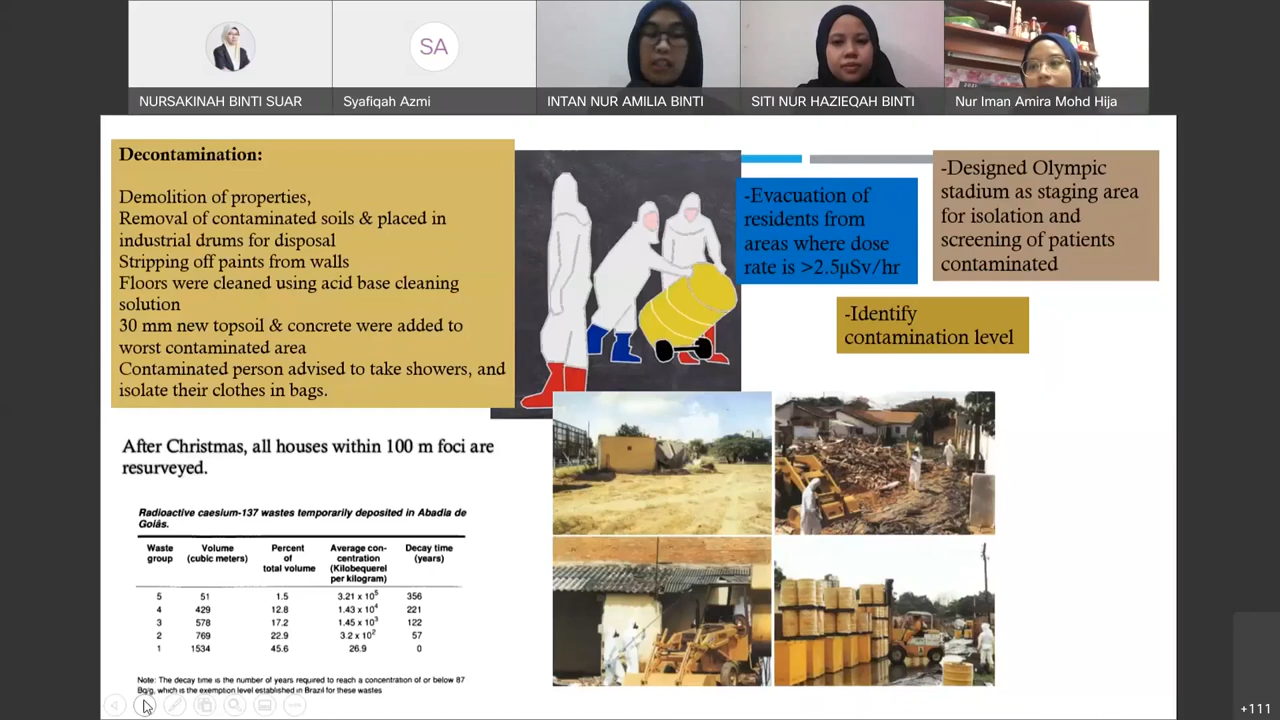 SA
NURSAKINAH BINTI SUAR
Syafiqah Azmi
INTAN NUR AMILIA BINTI
SITI NUR HAZIEQAH BINTI
Nur Iman Amira Mohd Hija
Decontamination:
Demolition of properties,
Removal of contaminated soils & placed in
industrial drums for disposal
Stripping off paints from walls
Floors were cleaned using acid base cleaning
solution
30 mm new topsoil & concrete were added to
worst contaminated area
Contaminated person advised to take showers, and
isolate their clothes in bags.
-Evacuation of
residents from
areas where dose
rate is >2.5µSv/hr
-Designed Olympic
stadium as staging area
for isolation and
screening of patients
contaminated
-Identify
contamination level
After Christmas, all houses within 100 m foci are
resurveyed.
Radioactive caesium-137 wastes temporarily deposited in Abadia de
Goiás.
Waste group Volume (cubic meters) Percent of total volume Average con-centration (Kilobequerel per kilogram) Decay time (years)
5 51 1.5 3.21 x 10⁵ 356
4 429 12.8 1.43 x 10⁴ 221
3 578 17.2 1.45 x 10³ 122
2 769 22.9 3.2 x 10² 57
1 1534 45.6 26.9 0
Note: The decay time is the number of years required to reach a concentration of or below 87
Bq/g, which is the exemption level established in Brazil for these wastes
+111